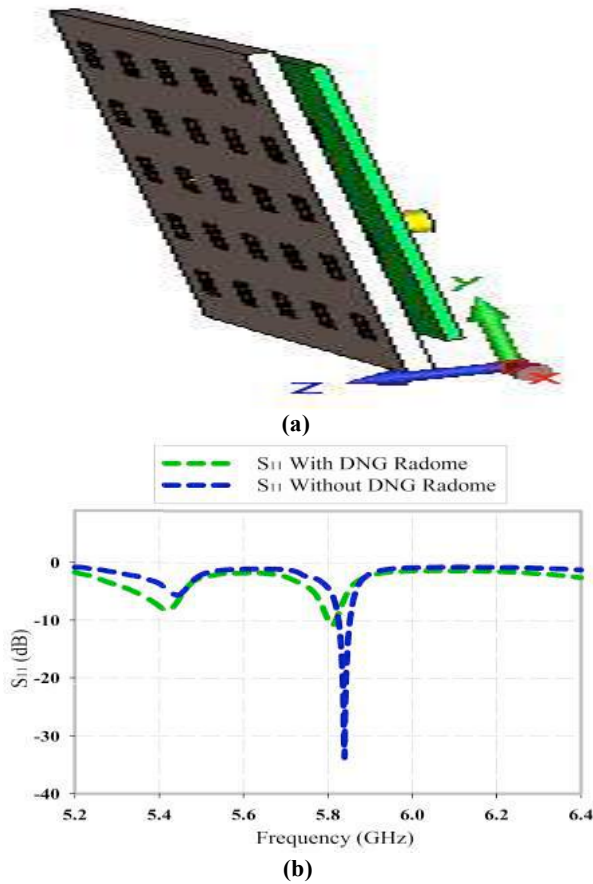 Y
Z
X
(a)
S₁₁ With DNG Radome
S₁₁ Without DNG Radome
0
-10
-20
-30
-40
S₁₁ (dB)
5.2 5.4 5.6 5.8 6.0 6.2 6.4
Frequency (GHz)
(b)